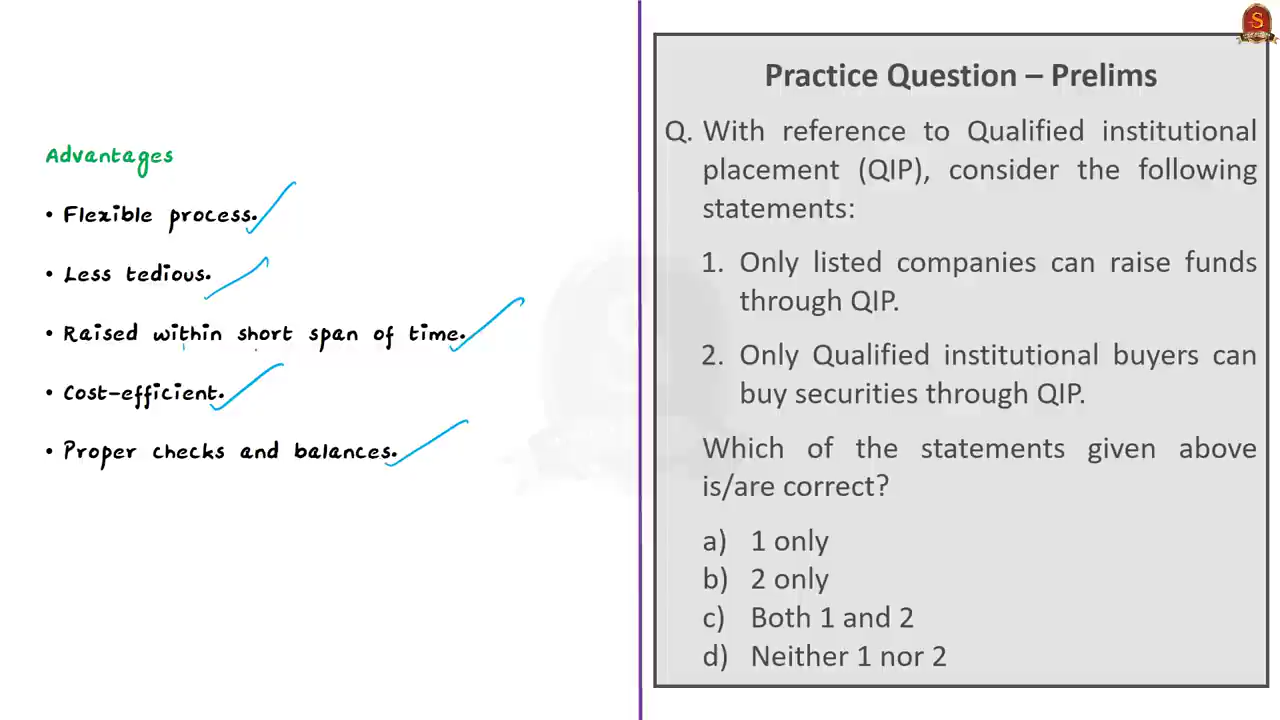 Advantages
• Flexible process.
• Less tedious.
• Raised within short span of time.
• Cost-efficient.
• Proper checks and balances.
Practice Question – Prelims
Q. With reference to Qualified institutional
placement (QIP), consider the following
statements:
1. Only listed companies can raise funds
through QIP.
2. Only Qualified institutional buyers can
buy securities through QIP.
Which of the statements given above
is/are correct?
a) 1 only
b) 2 only
c) Both 1 and 2
d) Neither 1 nor 2